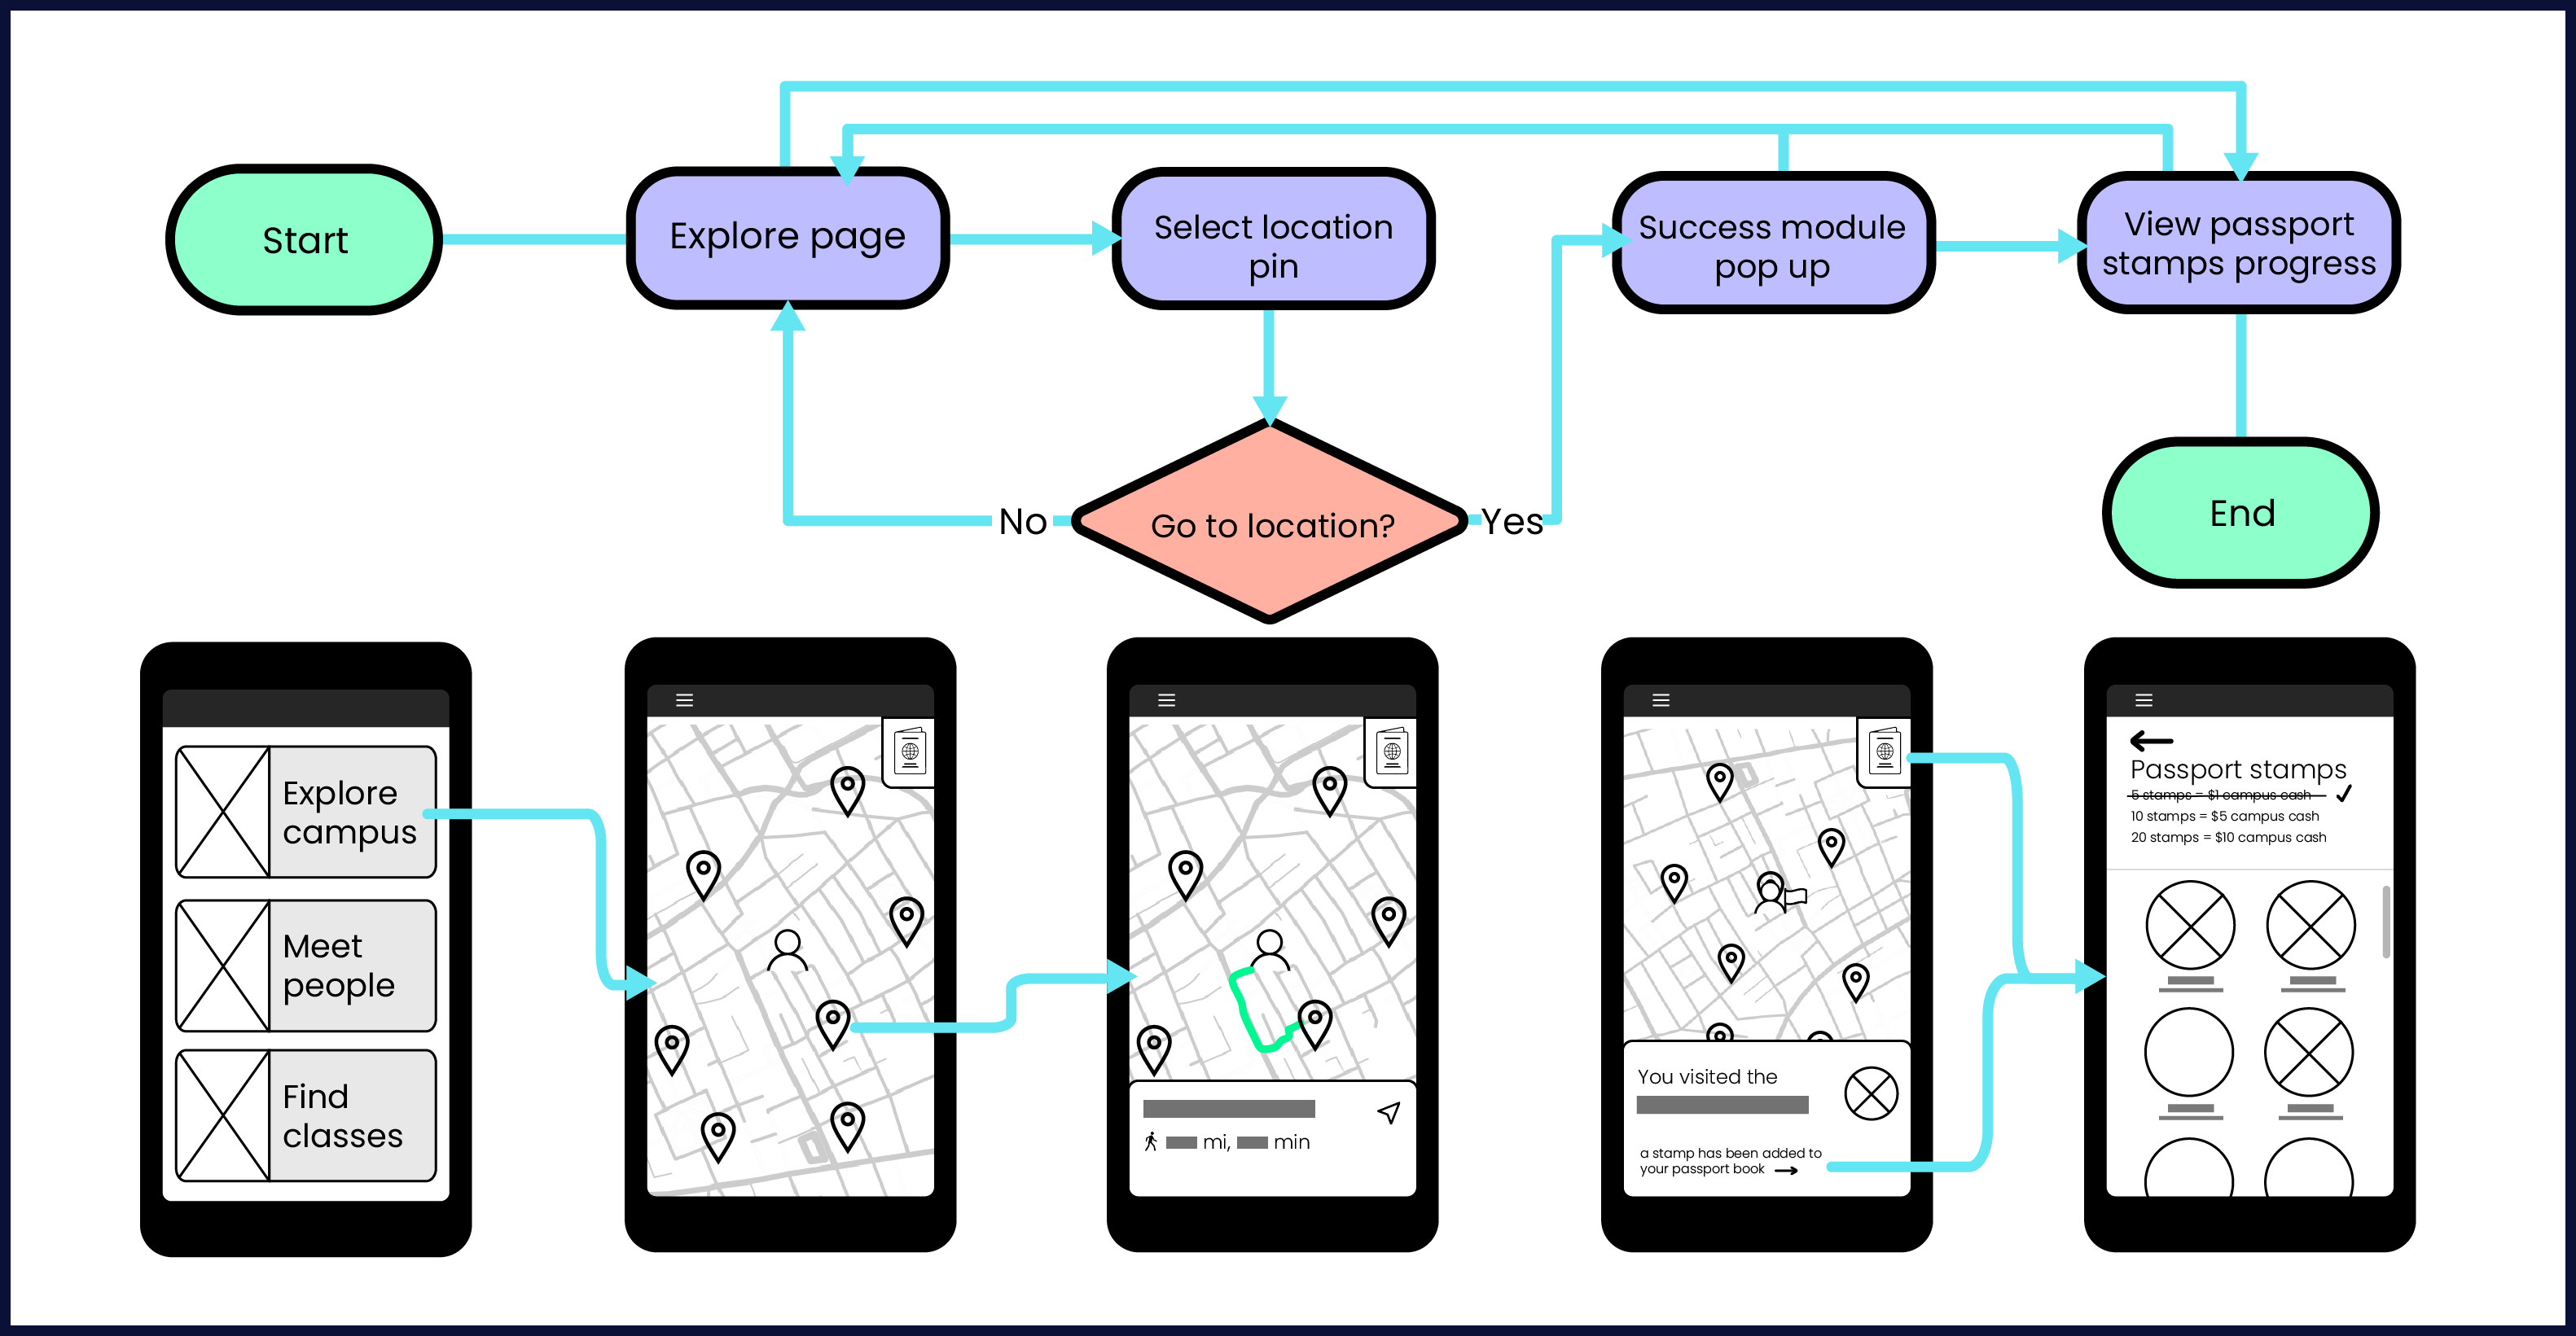 Start
Explore page
Select location
pin
Success module
pop up
View passport
stamps progress
No
Go to location?
Yes
End
Explore
campus
Meet
people
Find
classes
mi, min
You visited the
a stamp has been added to
your passport book
Passport stamps
5 stamps = $1 campus cash
10 stamps = $5 campus cash
20 stamps = $10 campus cash